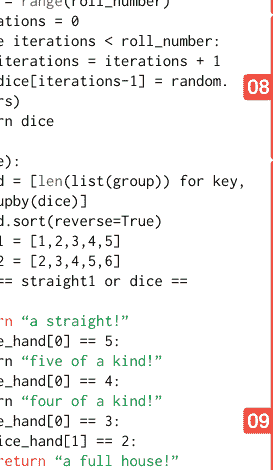 = range(roll_number)
ations = 0
e iterations < roll_number:
iterations = iterations + 1
dice[iterations-1] = random.
08
rs)
rn dice
e):
d = [len(list(group)) for key,
upby(dice)]
d.sort(reverse=True)
1 = [1,2,3,4,5]
2 = [2,3,4,5,6]
== straight1 or dice ==
rn “a straight!”
e_hand[0] == 5:
rn “five of a kind!”
e_hand[0] == 4:
rn “four of a kind!”
e_hand[0] == 3:
09
ice_hand[1] == 2:
return “a full house!”